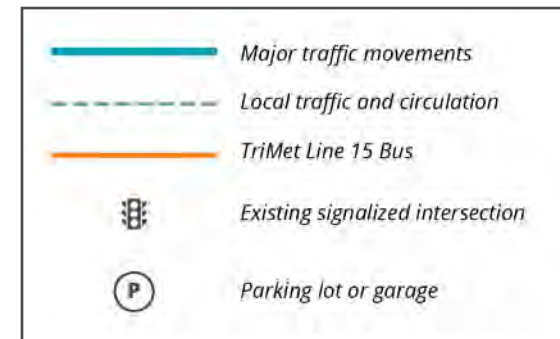 Major traffic movements
Local traffic and circulation
TriMet Line 15 Bus
Existing signalized intersection
P
Parking lot or garage